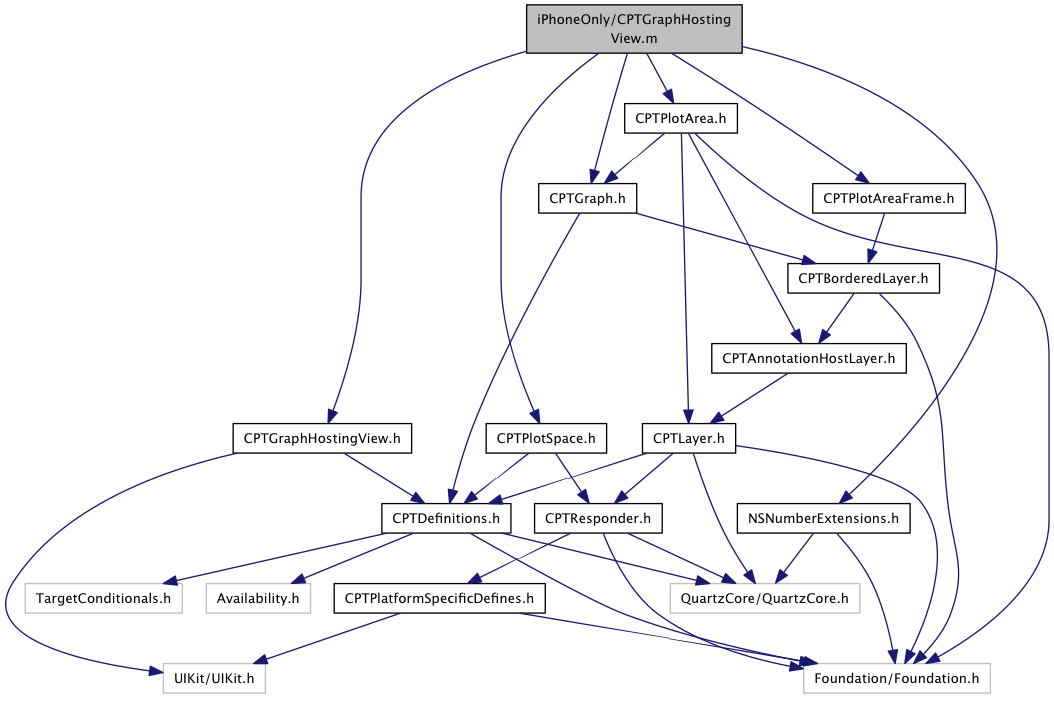 iPhoneOnly/CPTGraphHosting
View.m
CPTPlotArea.h
CPTGraph.h
CPTPlotAreaFrame.h
CPTBorderedLayer.h
CPTAnnotationHostLayer.h
CPTGraphHostingView.h
CPTPlotSpace.h
CPTLayer.h
CPTDefinitions.h
CPTResponder.h
NSNumberExtensions.h
TargetConditionals.h
Availability.h
CPTPlatformSpecificDefines.h
QuartzCore/QuartzCore.h
UIKit/UIKit.h
Foundation/Foundation.h